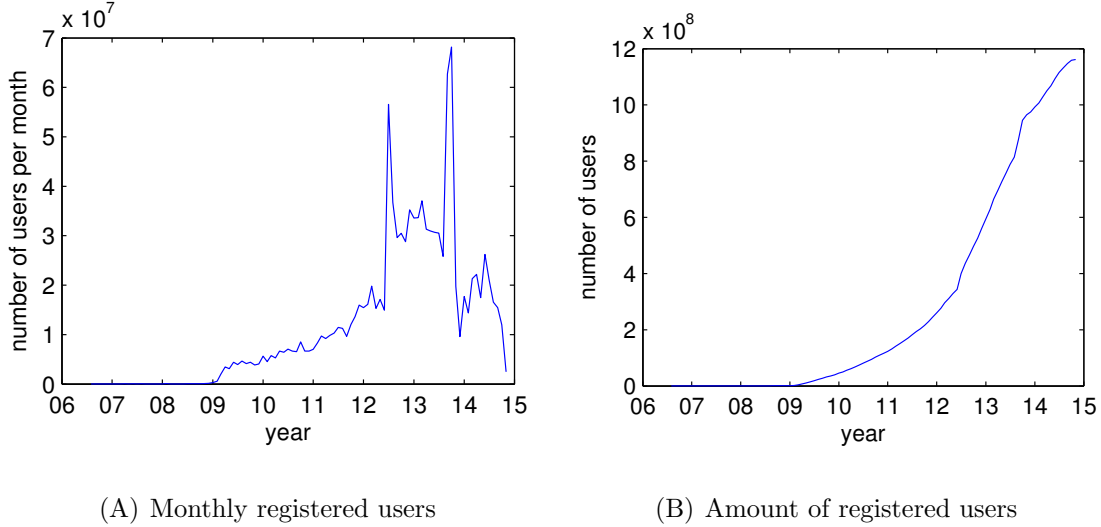 x 10^7
7
6
5
4
3
2
1
0
number of users per month
06 07 08 09 10 11 12 13 14 15
year
(A) Monthly registered users
x 10^8
12
10
8
6
4
2
0
number of users
06 07 08 09 10 11 12 13 14 15
year
(B) Amount of registered users